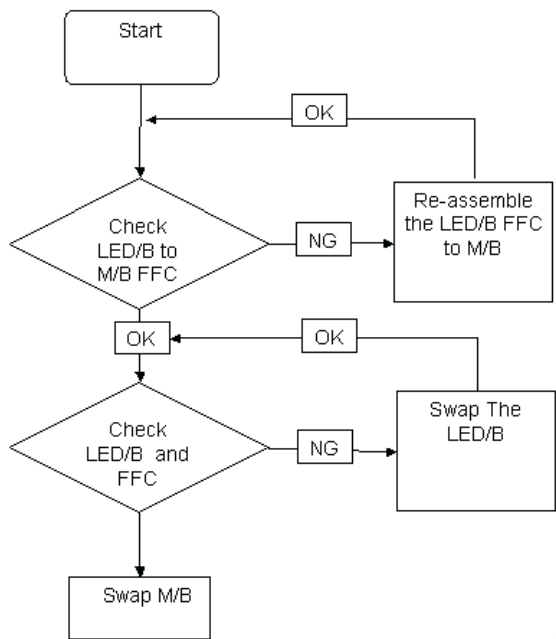 Start
OK
Check
LED/B to
M/B FFC
NG
Re-assemble
the LED/B FFC
to M/B
OK
OK
Check
LED/B and
FFC
NG
Swap The
LED/B
Swap M/B